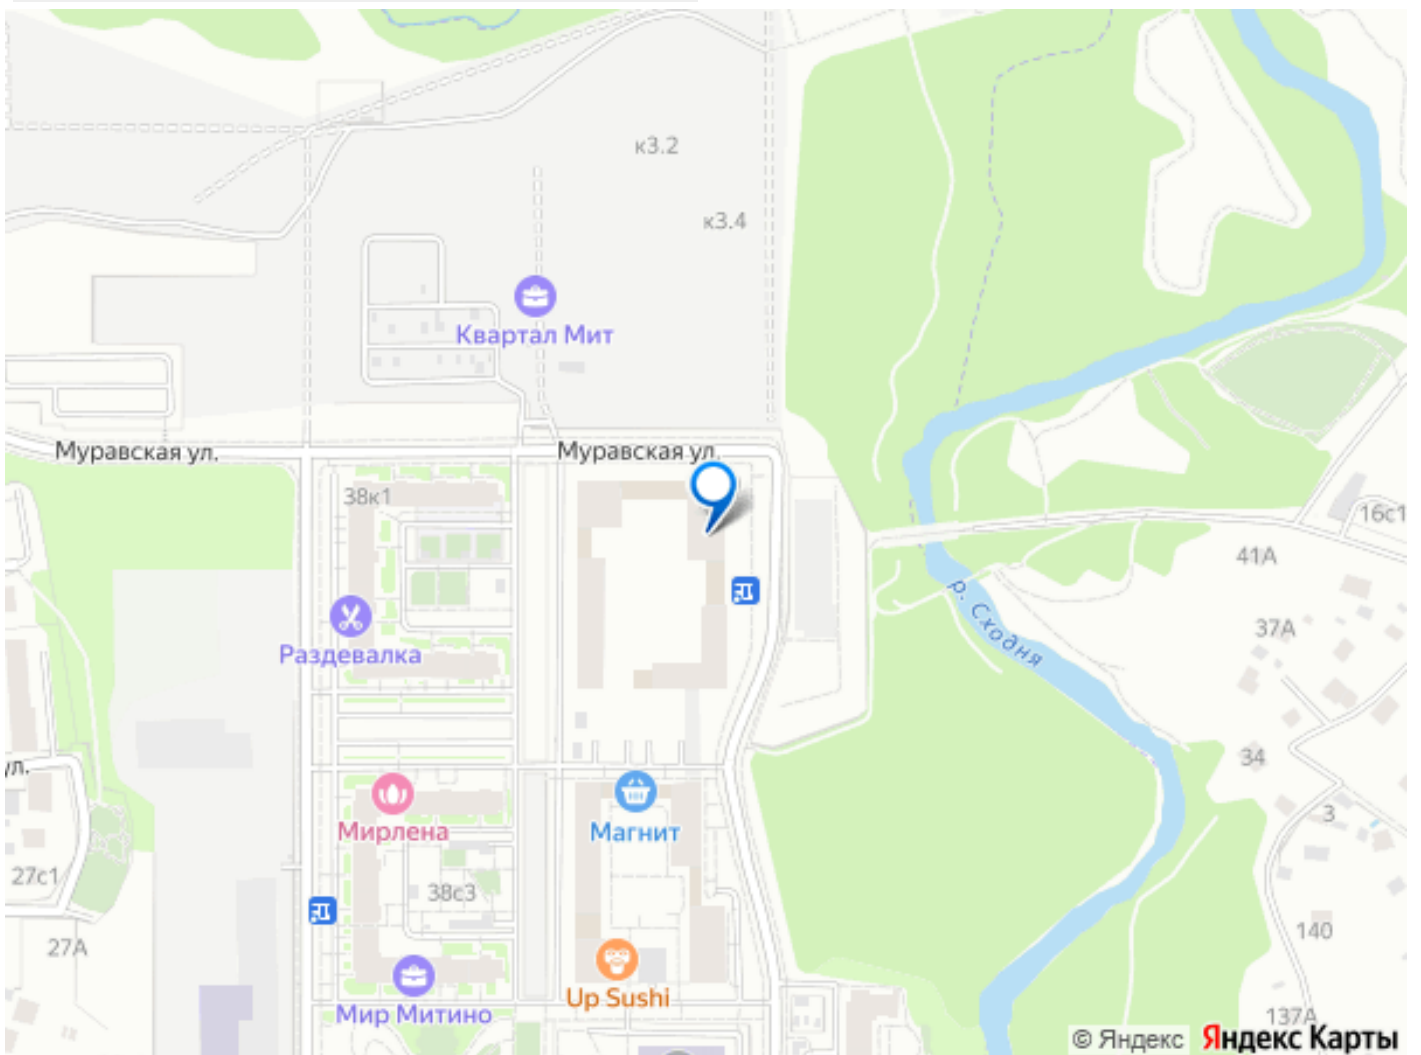 к3.2
к3.4
Квартал Мит
Муравская ул.
Муравская ул.
38к1
16с1
41А
р. Сходня
37А
Раздевалка
34
ул.
Мирлена
Магнит
3
27с1
38с3
140
27А
Up Sushi
Мир Митино
137А
© Яндекс Яндекс Карты